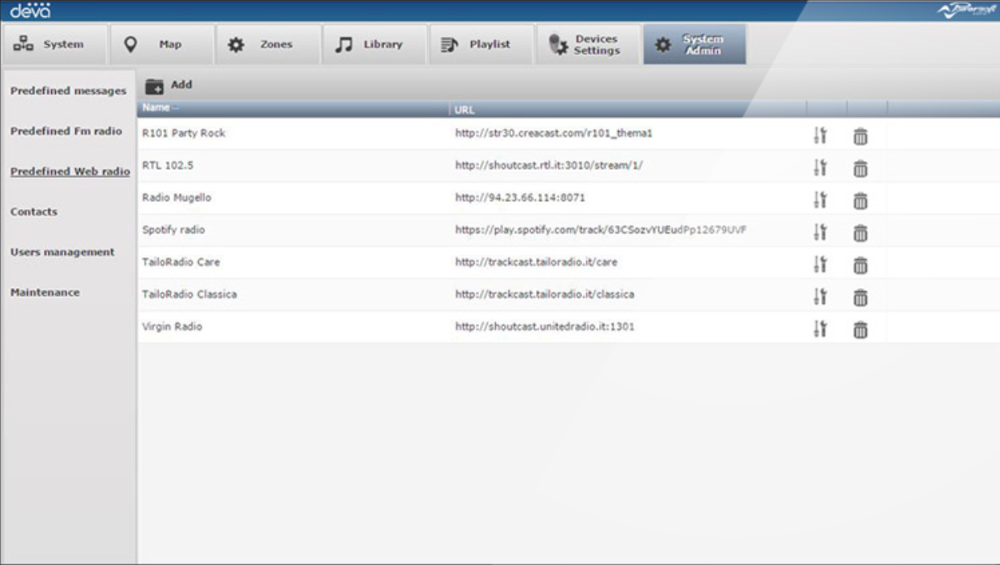 deva
Powersoft
System
Map
Zones
Library
Playlist
Devices
Settings
System
Admin
Predefined messages
Predefined Fm radio
Predefined Web radio
Contacts
Users management
Maintenance
Add
Name URL
R101 Party Rock http://str30.creacast.com/r101_thema1
RTL 102.5 http://shoutcast.rtl.it:3010/stream/1/
Radio Mugello http://94.23.66.114:8071
Spotify radio https://play.spotify.com/track/63CSozvYUEudPp12679UVF
TailoRadio Care http://trackcast.tailoradio.it/care
TailoRadio Classica http://trackcast.tailoradio.it/classica
Virgin Radio http://shoutcast.unitedradio.it:1301